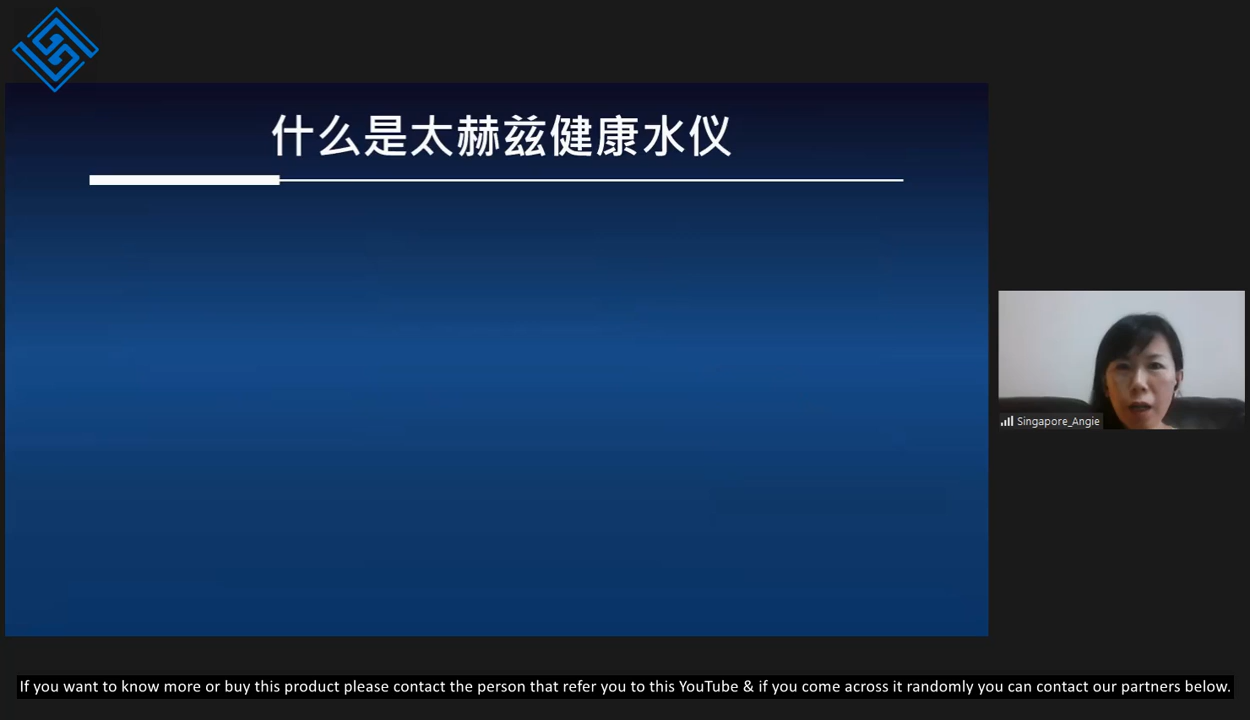 什么是太赫兹健康水仪
Singapore_Angie
If you want to know more or buy this product please contact the person that refer you to this YouTube & if you come across it randomly you can contact our partners below.